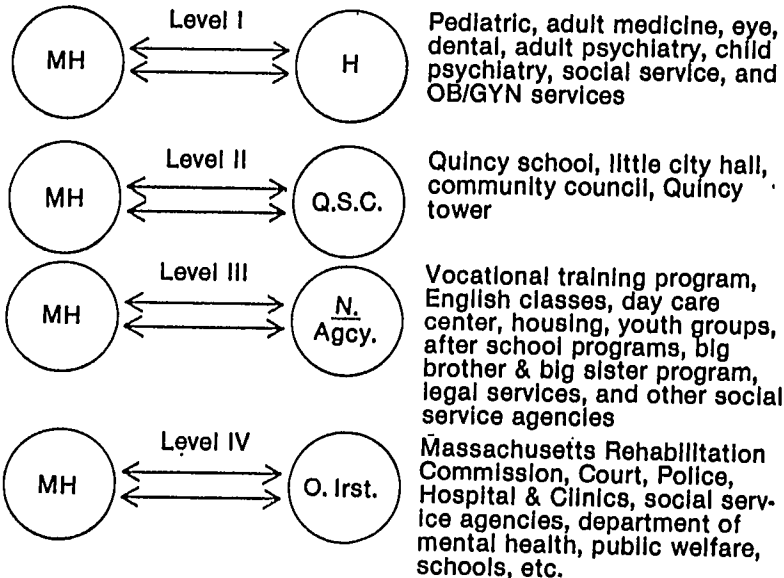 Level I
MH
H
Pediatric, adult medicine, eye,
dental, adult psychiatry, child
psychiatry, social service, and
OB/GYN services
Level II
MH
Q.S.C.
Quincy school, little city hall,
community council, Quincy
tower
Level III
MH
N.
Agcy.
Vocational training program,
English classes, day care
center, housing, youth groups,
after school programs, big
brother & big sister program,
legal services, and other social
service agencies
Level IV
MH
O. Irst.
Massachusetts Rehabilitation
Commission, Court, Police,
Hospital & Clinics, social serv-
ice agencies, department of
mental health, public welfare,
schools, etc.